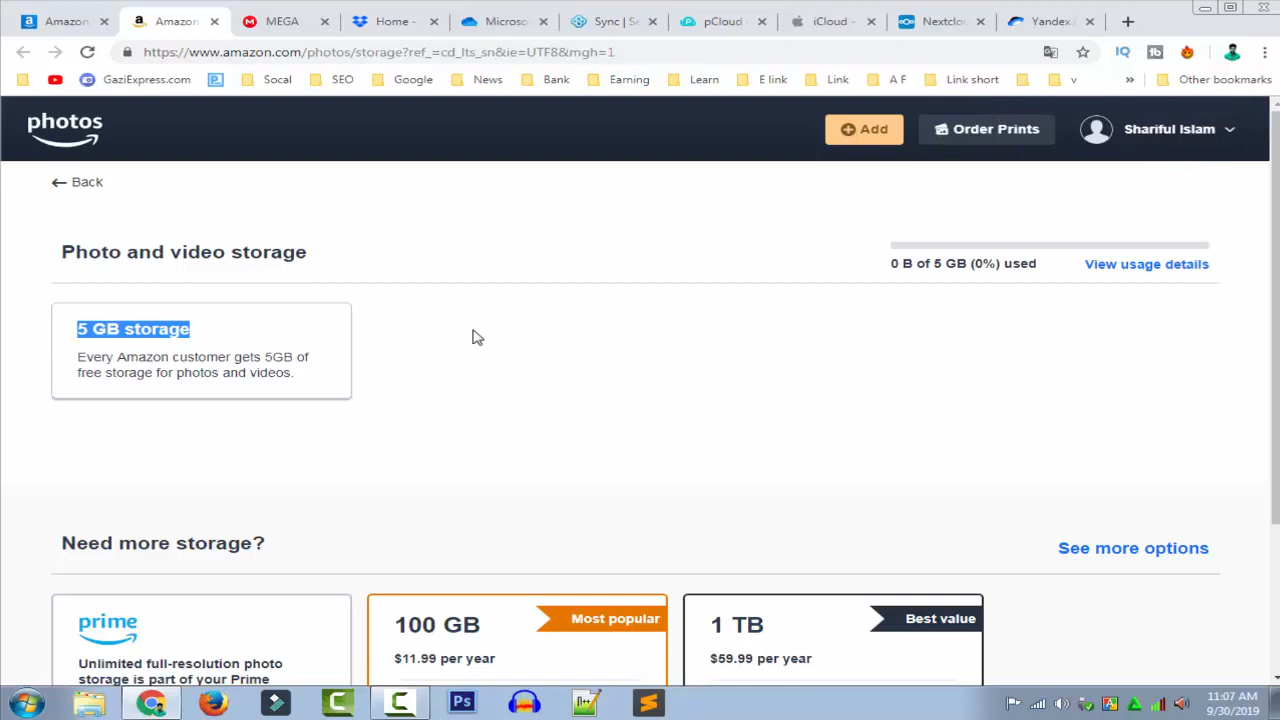 Amazon
Amazon
MEGA
Home -
Microso
Sync | Se
pCloud -
iCloud -
Nextclou
Yandex.
https://www.amazon.com/photos/storage?ref_=cd_lts_sn&ie=UTF8&mgh=1
GaziExpress.com
Socal
SEO
Google
News
Bank
Earning
Learn
E link
Link
A F
Link short
v
»
Other bookmarks
photos
Add
Order Prints
Shariful Islam
← Back
Photo and video storage
0 B of 5 GB (0%) used
View usage details
5 GB storage
Every Amazon customer gets 5GB of
free storage for photos and videos.
Need more storage?
See more options
prime
Unlimited full-resolution photo
storage is part of your Prime
100 GB
Most popular
$11.99 per year
1 TB
Best value
$59.99 per year
Ps
11:07 AM
9/30/2019